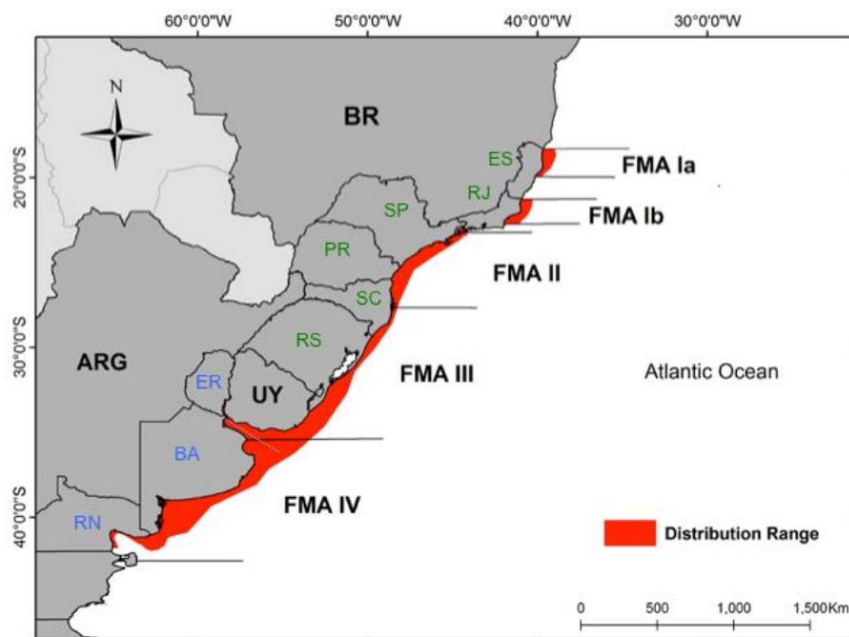 60°0'0"W 50°0'0"W 40°0'0"W 30°0'0"W
N
BR
ES
FMA Ia
20°0'0"S
RJ
SP
FMA Ib
PR
FMA II
SC
30°0'0"S
RS
ARG
ER
FMA III
UY
Atlantic Ocean
BA
FMA IV
RN
40°0'0"S
Distribution Range
0 500 1,000 1,500Km